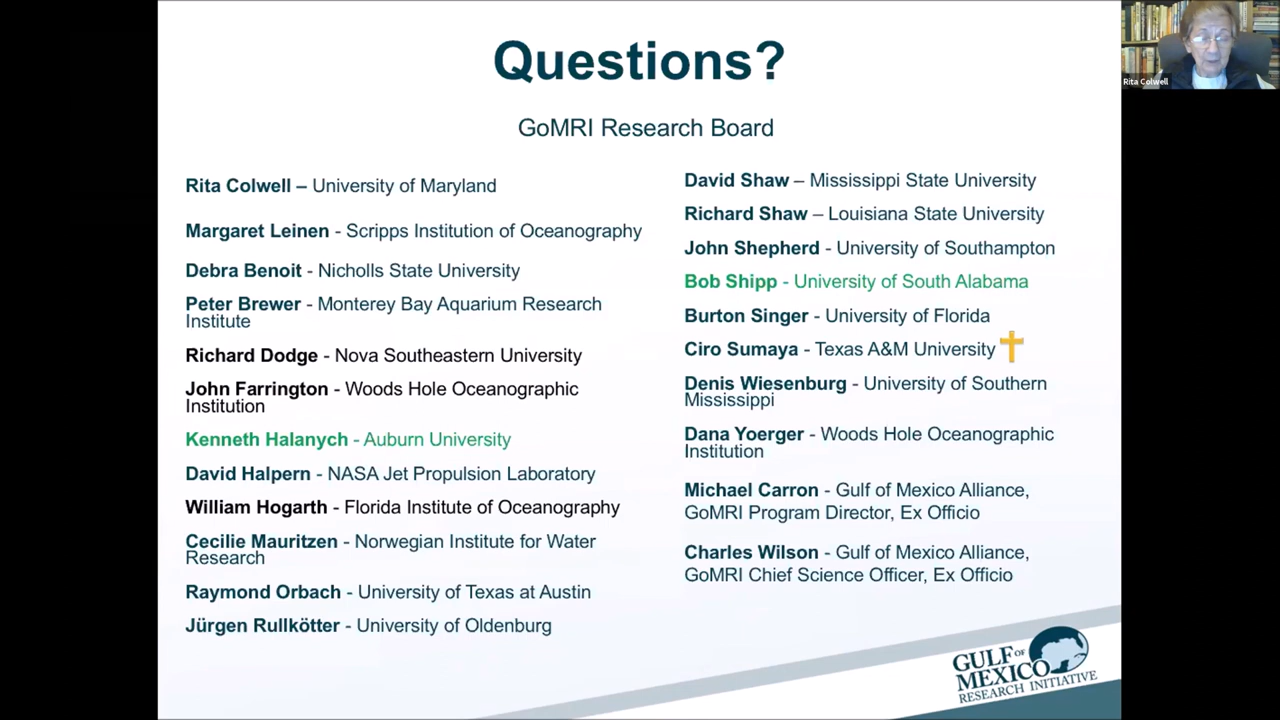 Questions?
GoMRI Research Board
Rita Colwell – University of Maryland
Margaret Leinen - Scripps Institution of Oceanography
Debra Benoit - Nicholls State University
Peter Brewer - Monterey Bay Aquarium Research
Institute
Richard Dodge - Nova Southeastern University
John Farrington - Woods Hole Oceanographic
Institution
Kenneth Halanych - Auburn University
David Halpern - NASA Jet Propulsion Laboratory
William Hogarth - Florida Institute of Oceanography
Cecilie Mauritzen - Norwegian Institute for Water
Research
Raymond Orbach - University of Texas at Austin
Jürgen Rullkötter - University of Oldenburg
David Shaw – Mississippi State University
Richard Shaw – Louisiana State University
John Shepherd - University of Southampton
Bob Shipp - University of South Alabama
Burton Singer - University of Florida
Ciro Sumaya - Texas A&M University
Denis Wiesenburg - University of Southern
Mississippi
Dana Yoerger - Woods Hole Oceanographic
Institution
Michael Carron - Gulf of Mexico Alliance,
GoMRI Program Director, Ex Officio
Charles Wilson - Gulf of Mexico Alliance,
GoMRI Chief Science Officer, Ex Officio
GULF OF
MEXICO
RESEARCH INITIATIVE
Rita Colwell